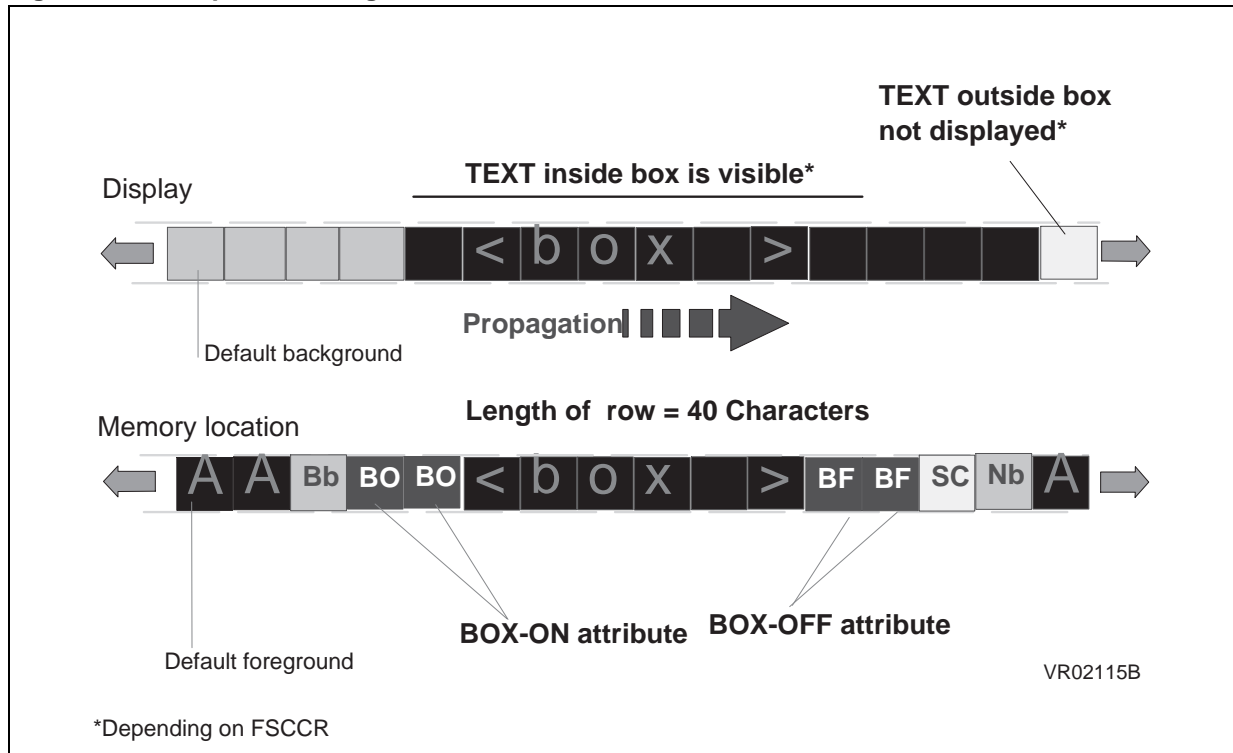 TEXT outside box
not displayed*
TEXT inside box is visible*
Display
< b o x >
Propagation
Default background
Length of row = 40 Characters
Memory location
A A Bb BO BO < b o x > BF BF SC Nb A
BOX-ON attribute BOX-OFF attribute
Default foreground
VR02115B
*Depending on FSCCR